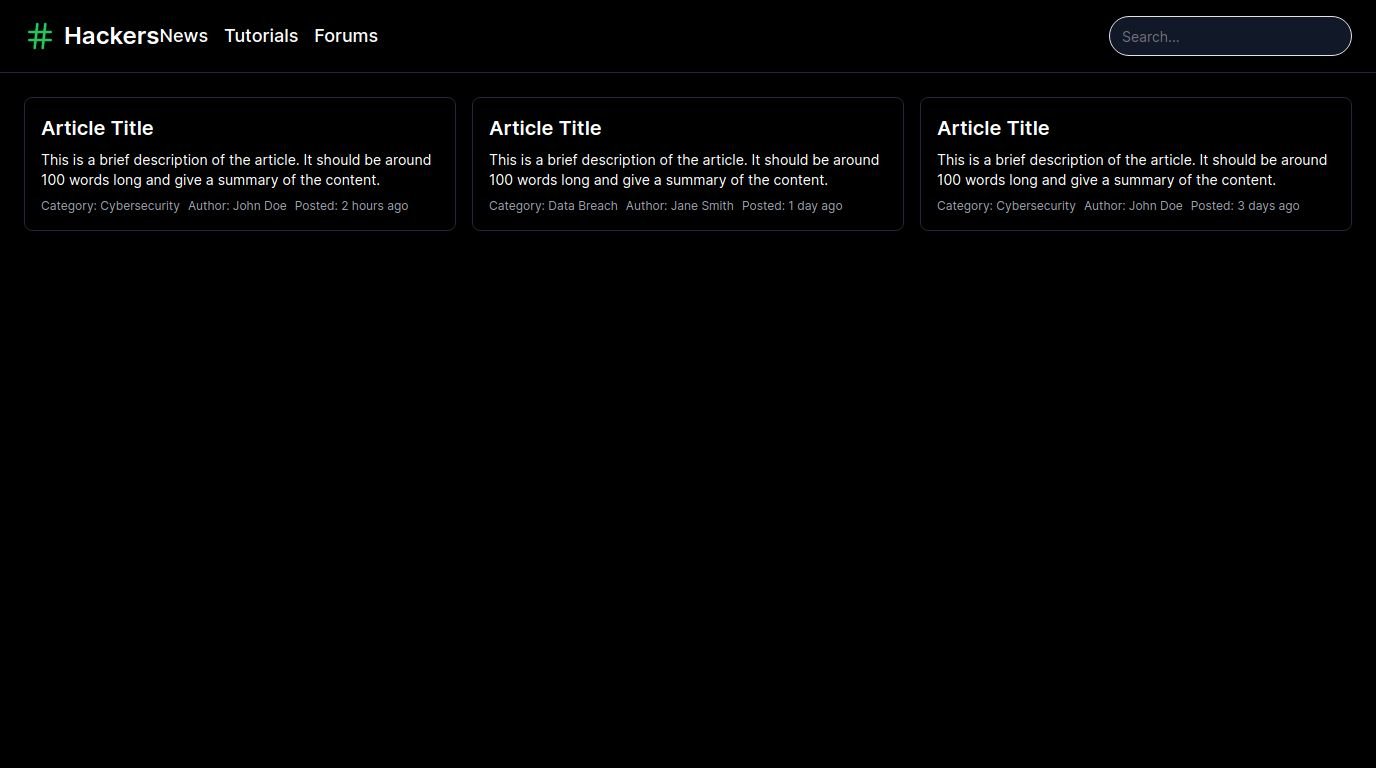 # HackersNews Tutorials Forums Search...
Article Title
This is a brief description of the article. It should be around
100 words long and give a summary of the content.
Category: Cybersecurity Author: John Doe Posted: 2 hours ago
Article Title
This is a brief description of the article. It should be around
100 words long and give a summary of the content.
Category: Data Breach Author: Jane Smith Posted: 1 day ago
Article Title
This is a brief description of the article. It should be around
100 words long and give a summary of the content.
Category: Cybersecurity Author: John Doe Posted: 3 days ago